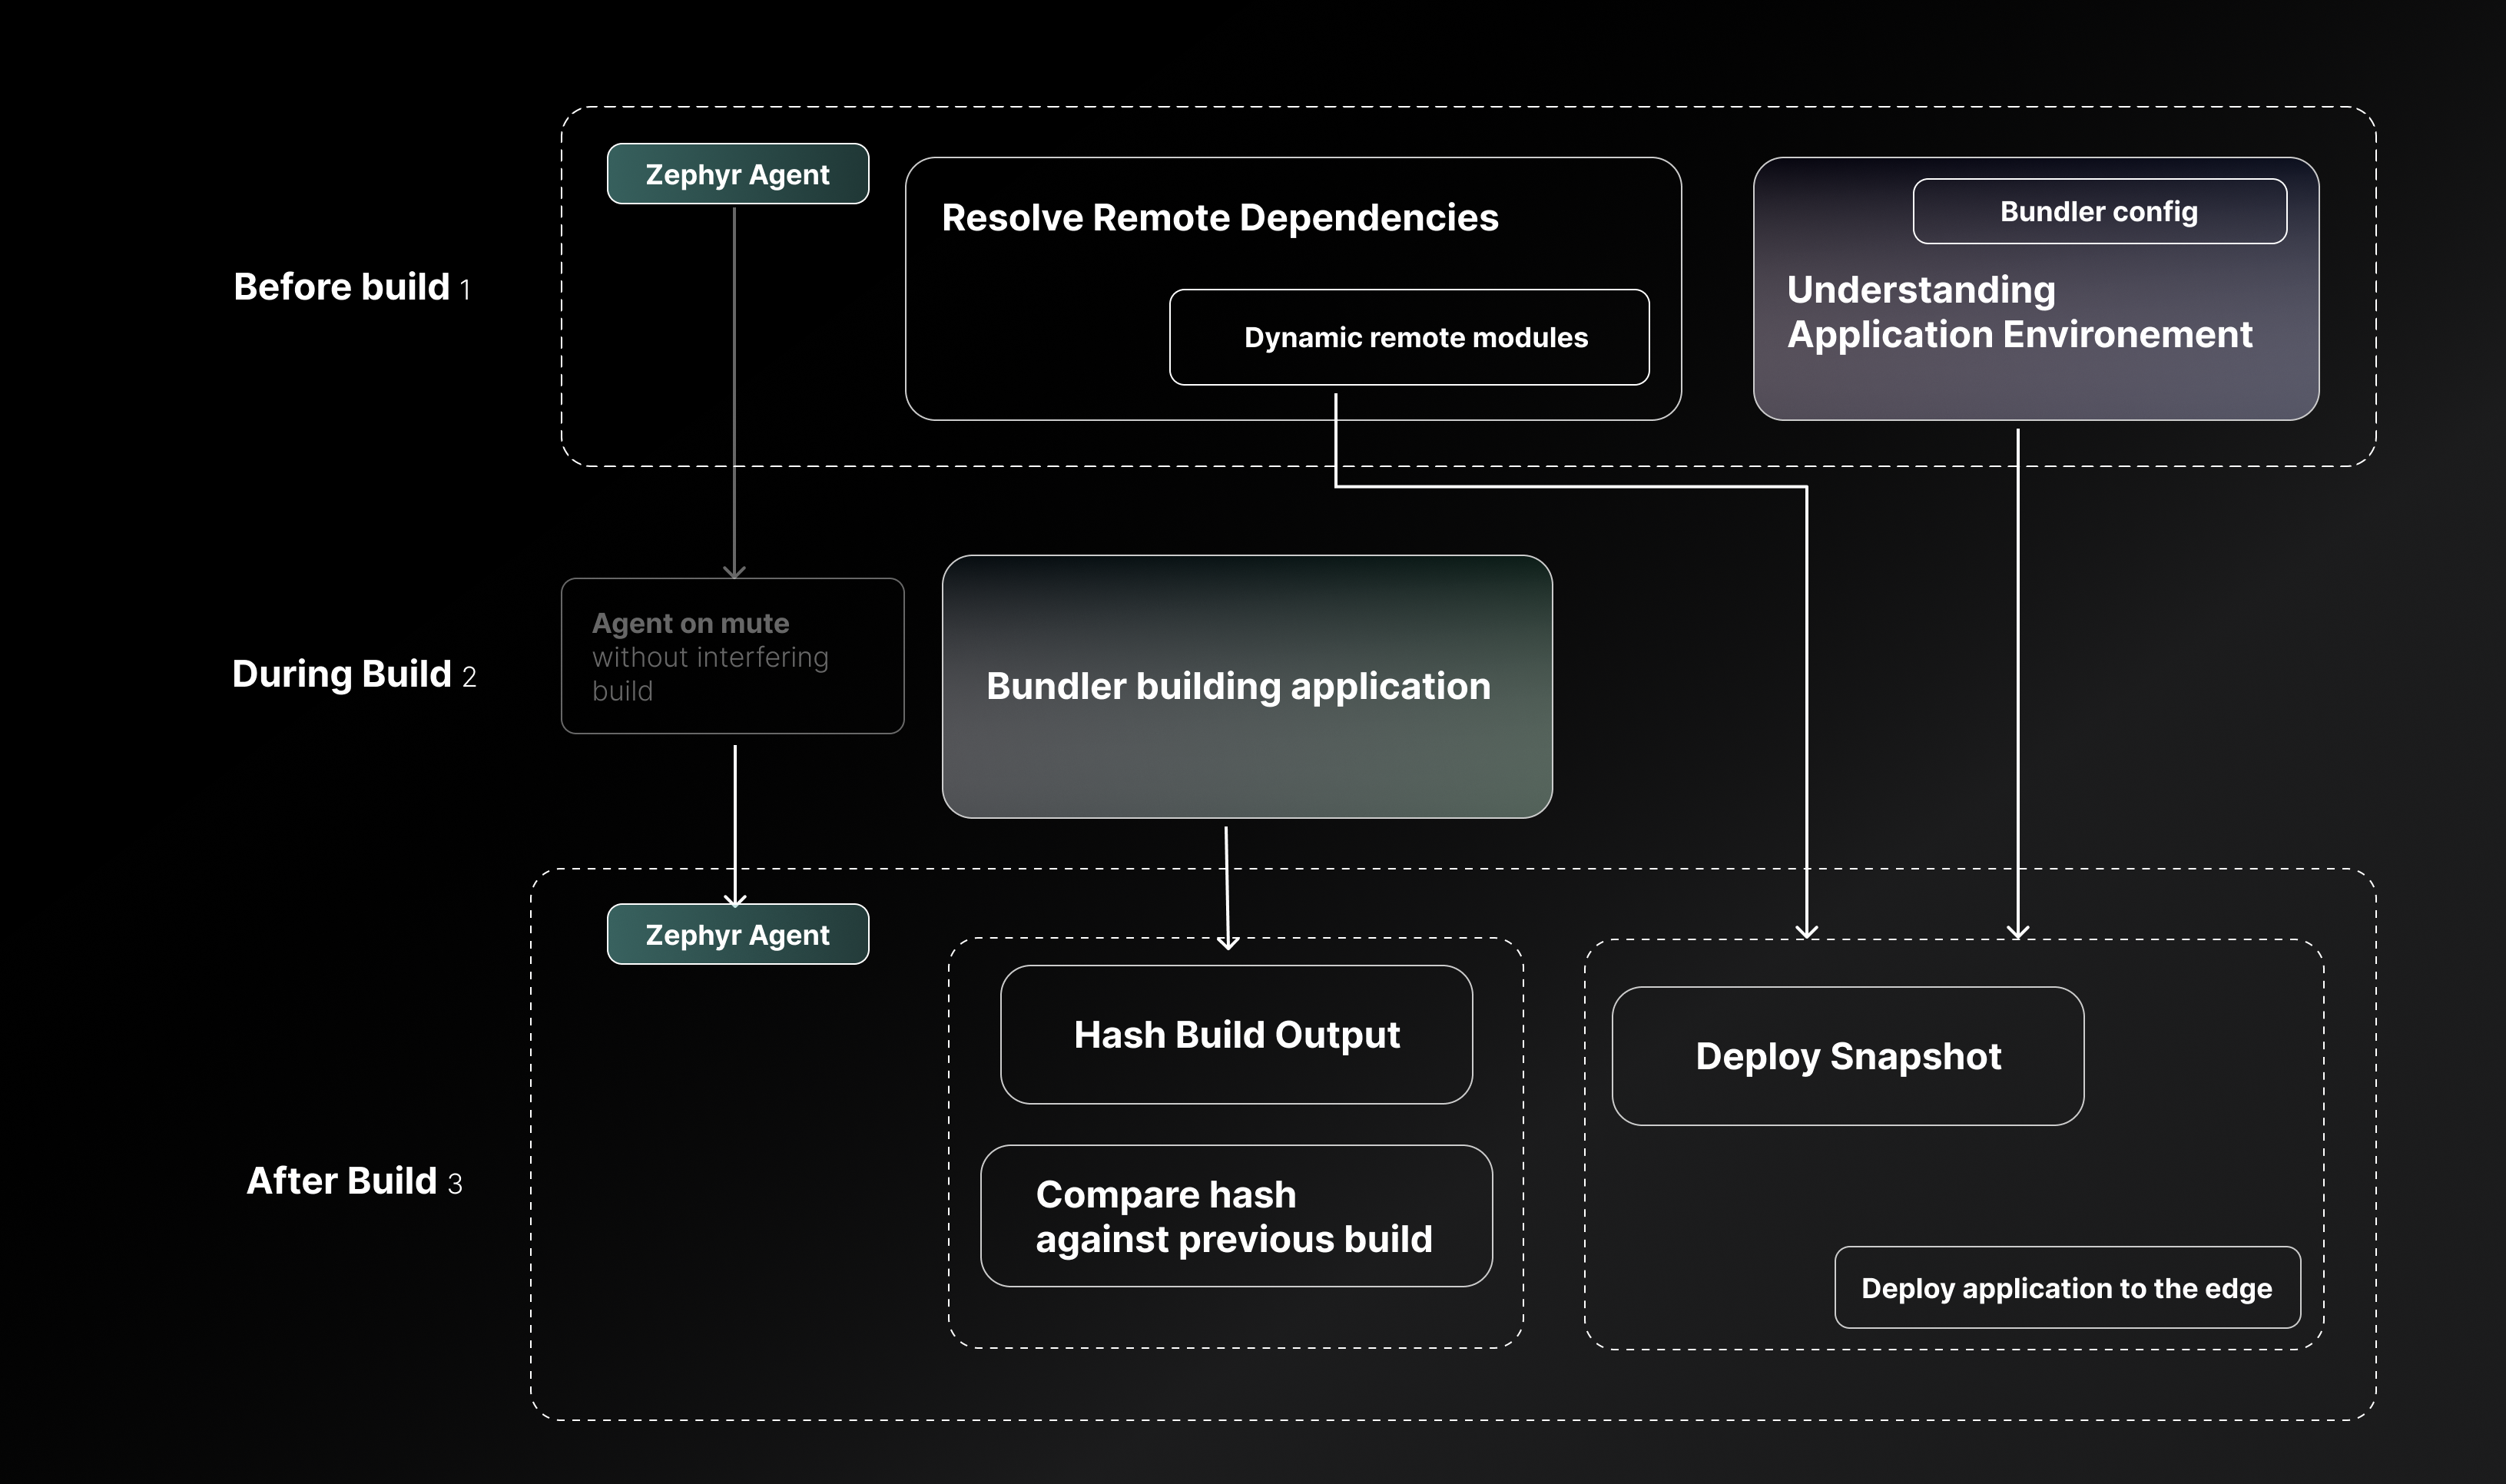 Before build 1
Zephyr Agent
Resolve Remote Dependencies
Dynamic remote modules
Bundler config
Understanding
Application Environement
During Build 2
Agent on mute
without interfering
build
Bundler building application
After Build 3
Zephyr Agent
Hash Build Output
Compare hash
against previous build
Deploy Snapshot
Deploy application to the edge